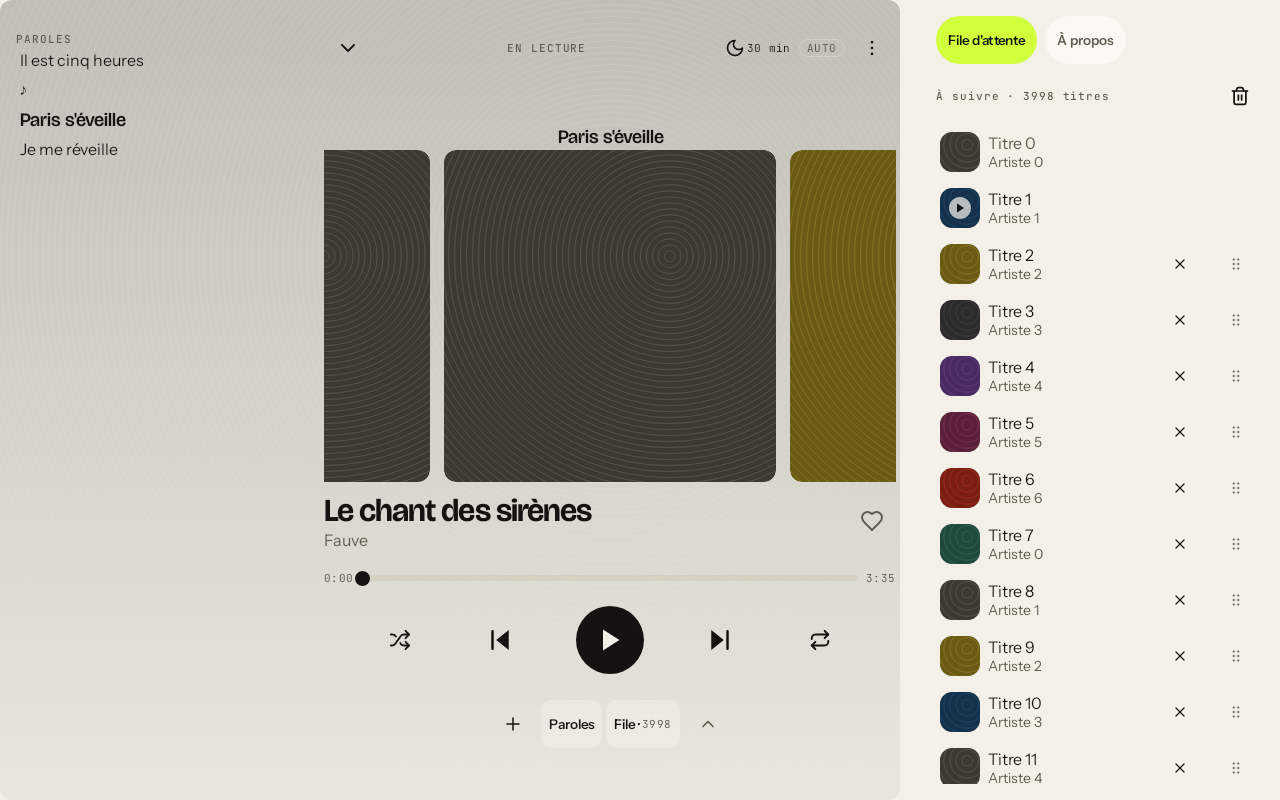 PAROLES
Il est cinq heures
♪
Paris s'éveille
Je me réveille
EN LECTURE
30 min
AUTO
Paris s'éveille
Le chant des sirènes
Fauve
0:00
3:35
Paroles
File·3998
File d'attente
À propos
À suivre · 3998 titres
Titre 0
Artiste 0
Titre 1
Artiste 1
Titre 2
Artiste 2
Titre 3
Artiste 3
Titre 4
Artiste 4
Titre 5
Artiste 5
Titre 6
Artiste 6
Titre 7
Artiste 0
Titre 8
Artiste 1
Titre 9
Artiste 2
Titre 10
Artiste 3
Titre 11
Artiste 4